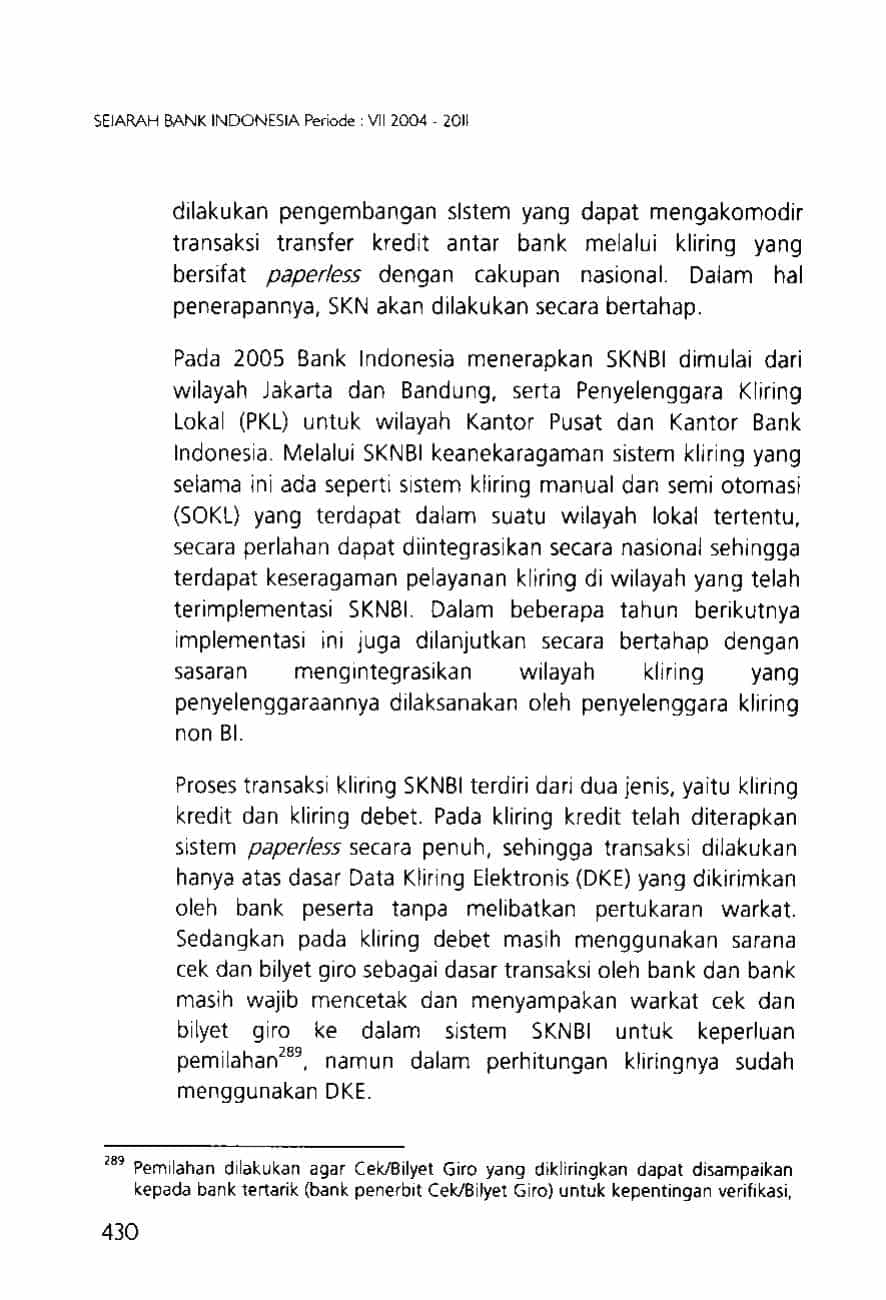 SEJARAH BANK INDONESIA Periode : VII 2004 - 2011
dilakukan pengembangan sistem yang dapat mengakomodir
transaksi transfer kredit antar bank melalui kliring yang
bersifat paperless dengan cakupan nasional. Dalam hal
penerapannya, SKN akan dilakukan secara bertahap.
Pada 2005 Bank Indonesia menerapkan SKNBI dimulai dari
wilayah Jakarta dan Bandung, serta Penyelenggara Kliring
Lokal (PKL) untuk wilayah Kantor Pusat dan Kantor Bank
Indonesia. Melalui SKNBI keanekaragaman sistem kliring yang
selama ini ada seperti sistem kliring manual dan semi otomasi
(SOKL) yang terdapat dalam suatu wilayah lokal tertentu,
secara perlahan dapat diintegrasikan secara nasional sehingga
terdapat keseragaman pelayanan kliring di wilayah yang telah
terimplementasi SKNBI. Dalam beberapa tahun berikutnya
implementasi ini juga dilanjutkan secara bertahap dengan
sasaran mengintegrasikan wilayah kliring yang
penyelenggaraannya dilaksanakan oleh penyelenggara kliring
non BI.
Proses transaksi kliring SKNBI terdiri dari dua jenis, yaitu kliring
kredit dan kliring debet. Pada kliring kredit telah diterapkan
sistem paperless secara penuh, sehingga transaksi dilakukan
hanya atas dasar Data Kliring Elektronis (DKE) yang dikirimkan
oleh bank peserta tanpa melibatkan pertukaran warkat.
Sedangkan pada kliring debet masih menggunakan sarana
cek dan bilyet giro sebagai dasar transaksi oleh bank dan bank
masih wajib mencetak dan menyampakan warkat cek dan
bilyet giro ke dalam sistem SKNBI untuk keperluan
pemilahan289, namun dalam perhitungan kliringnya sudah
menggunakan DKE.
289 Pemilahan dilakukan agar Cek/Bilyet Giro yang dikliringkan dapat disampaikan
kepada bank tertarik (bank penerbit Cek/Bilyet Giro) untuk kepentingan verifikasi,
430